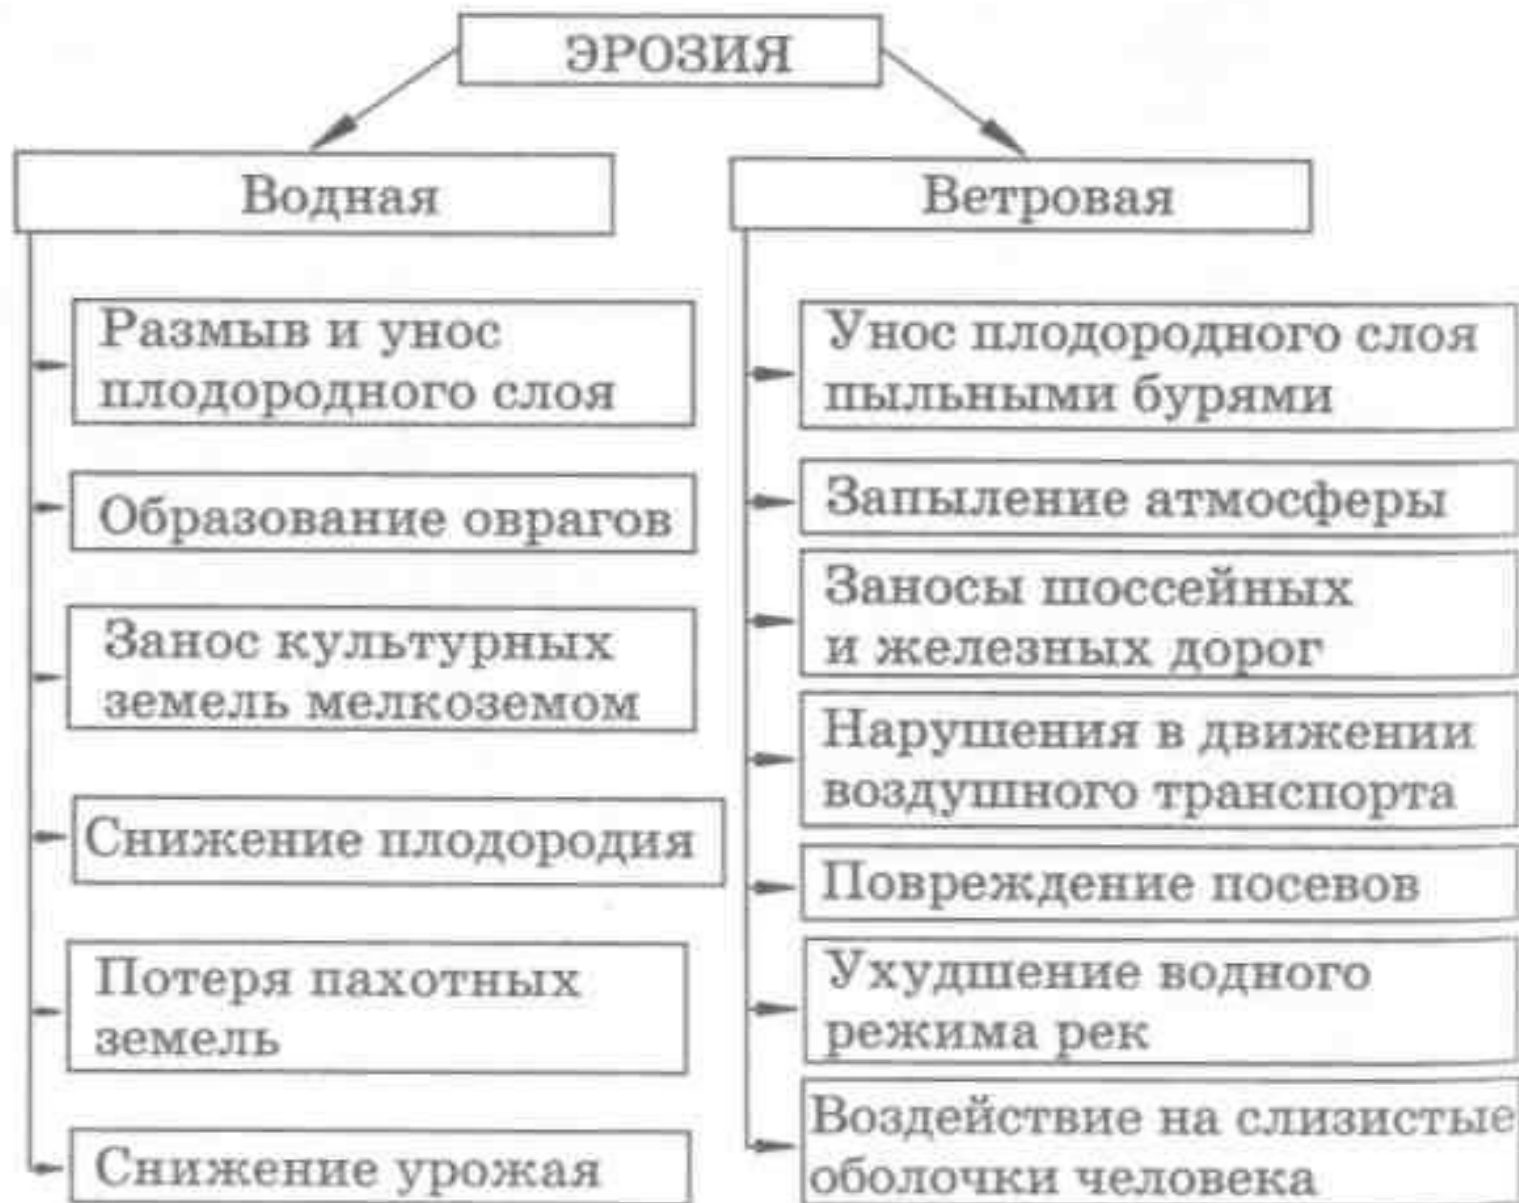 ЭРОЗИЯ
Водная
Размыв и унос
плодородного слоя
Образование оврагов
Занос культурных
земель мелкоземом
Снижение плодородия
Потеря пахотных
земель
Снижение урожая
Ветровая
Унос плодородного слоя
пыльными бурями
Запыление атмосферы
Заносы шоссейных
и железных дорог
Нарушения в движении
воздушного транспорта
Повреждение посевов
Ухудшение водного
режима рек
Воздействие на слизистые
оболочки человека